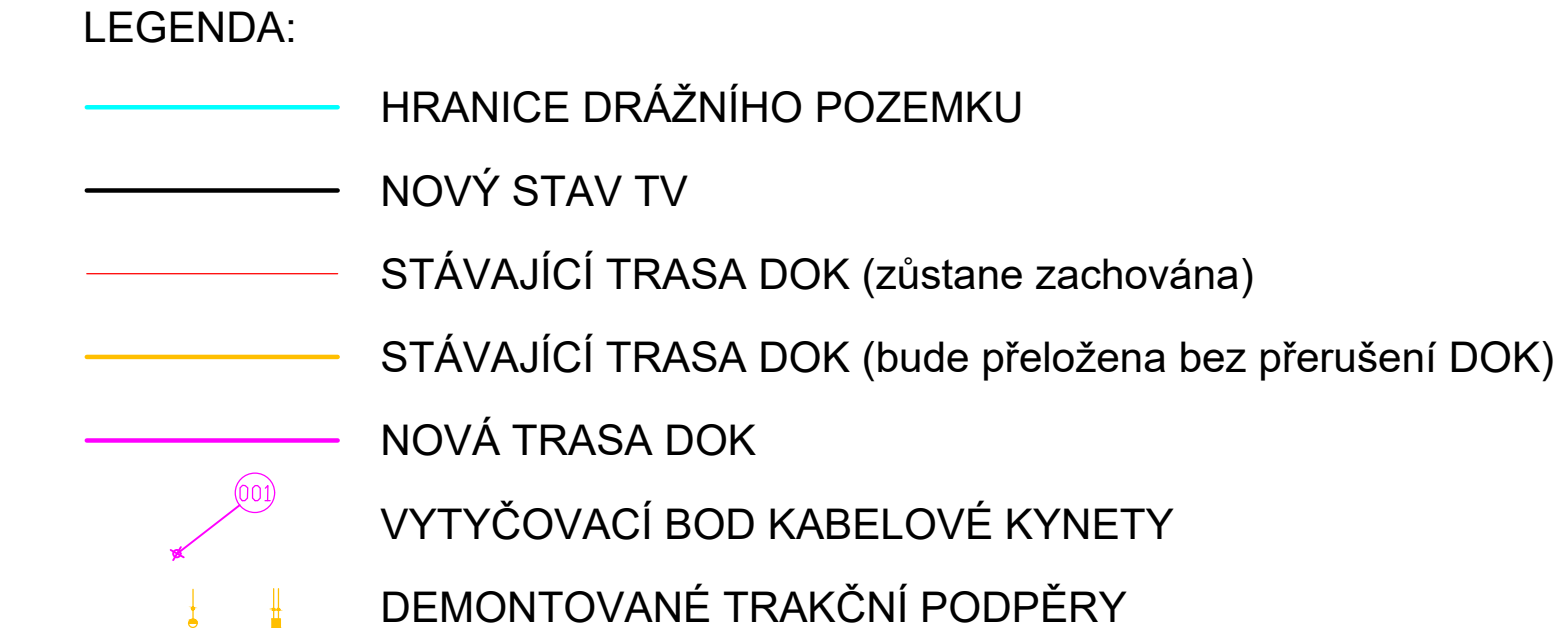 LEGENDA:
HRANICE DRÁŽNÍHO POZEMKU
NOVÝ STAV TV
STÁVAJÍCÍ TRASA DOK (zůstane zachována)
STÁVAJÍCÍ TRASA DOK (bude přeložena bez přerušení DOK)
NOVÁ TRASA DOK
001
VYTYČOVACÍ BOD KABELOVÉ KYNETY
DEMONTOVANÉ TRAKČNÍ PODPĚRY